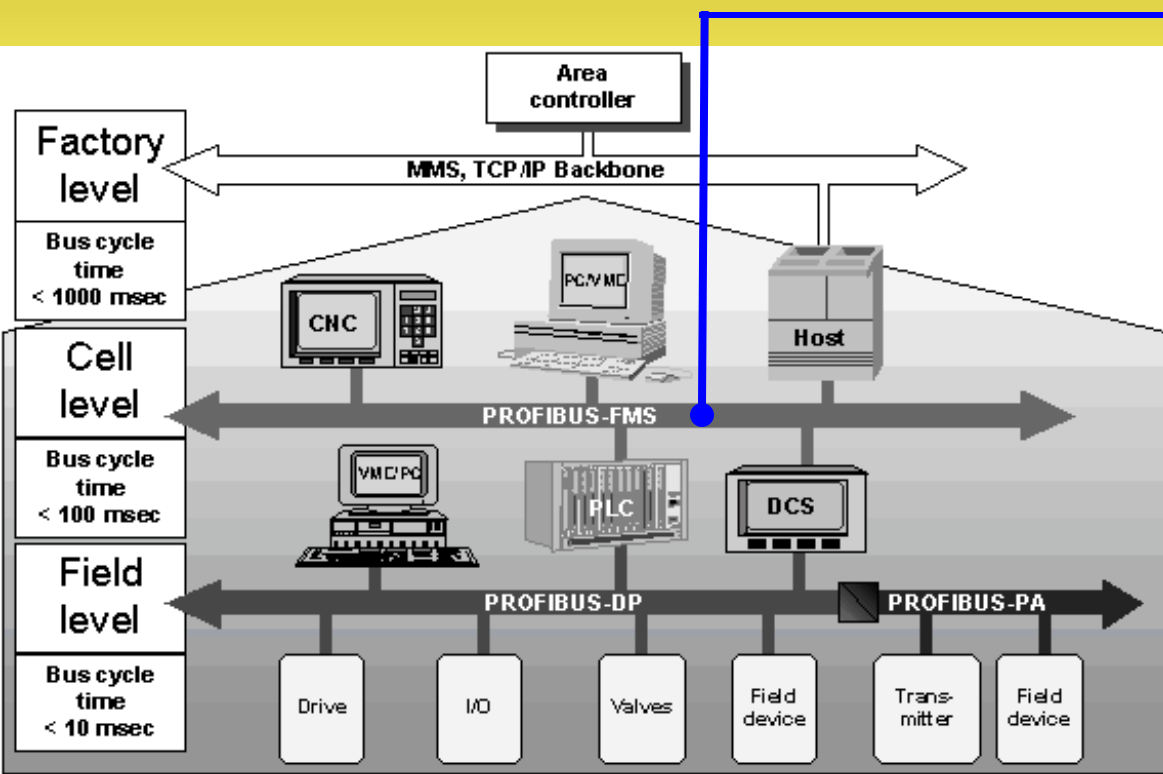 Area
controller
Factory
level
MMS, TCP/IP Backbone
Bus cycle
time
< 1000 msec
CNC
PC/VME
Host
Cell
level
PROFIBUS-FMS
Bus cycle
time
< 100 msec
VME/PC
PLC
DCS
Field
level
PROFIBUS-DP
PROFIBUS-PA
Bus cycle
time
< 10 msec
Drive
I/O
Valves
Field
device
Trans-
mitter
Field
device